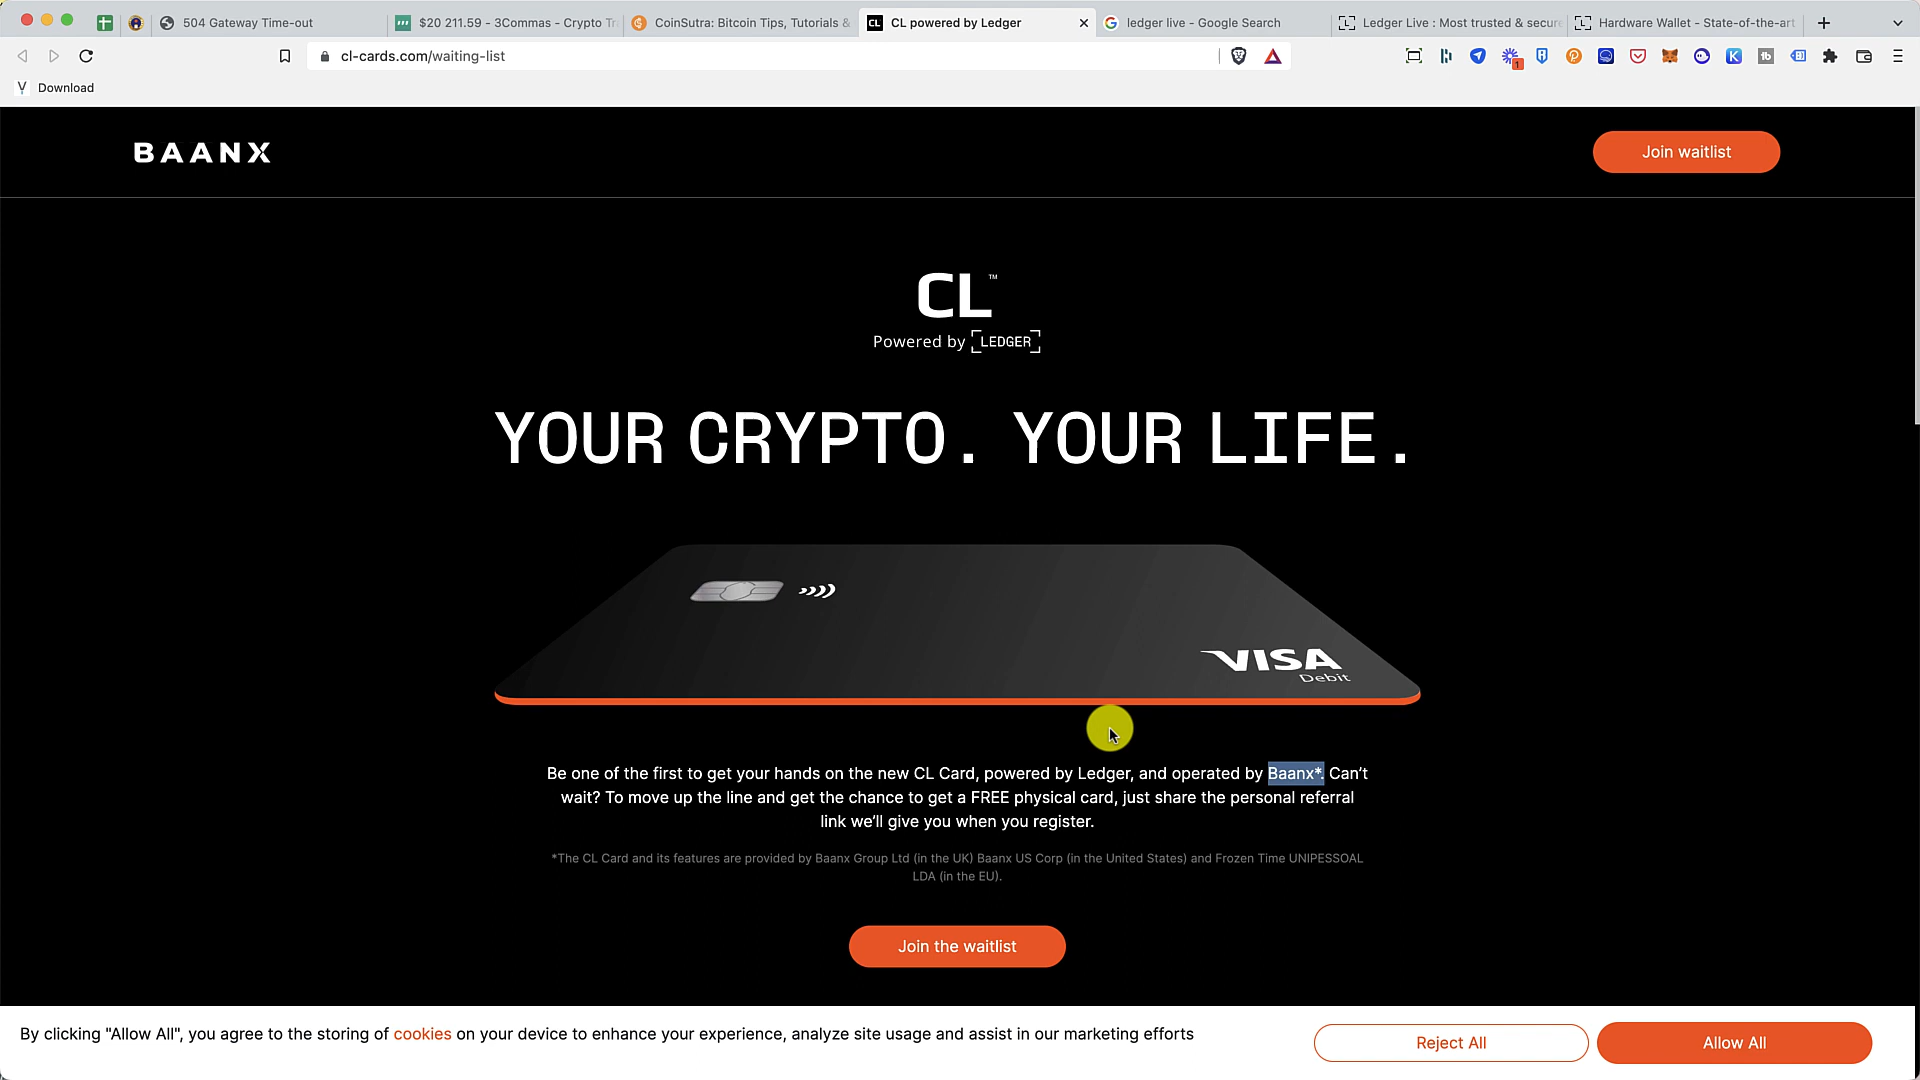 504 Gateway Time-out
$20 211.59 - 3Commas - Crypto Tr
CoinSutra: Bitcoin Tips, Tutorials &
CL powered by Ledger
ledger live - Google Search
Ledger Live : Most trusted & secure
Hardware Wallet - State-of-the-art
cl-cards.com/waiting-list
Download
BAANX
Join waitlist
CL™
Powered by LEDGER
YOUR CRYPTO. YOUR LIFE.
VISA
Debit
Be one of the first to get your hands on the new CL Card, powered by Ledger, and operated by Baanx*. Can’t
wait? To move up the line and get the chance to get a FREE physical card, just share the personal referral
link we’ll give you when you register.
*The CL Card and its features are provided by Baanx Group Ltd (in the UK) Baanx US Corp (in the United States) and Frozen Time UNIPESSOAL
LDA (in the EU).
Join the waitlist
By clicking "Allow All", you agree to the storing of cookies on your device to enhance your experience, analyze site usage and assist in our marketing efforts
Reject All
Allow All